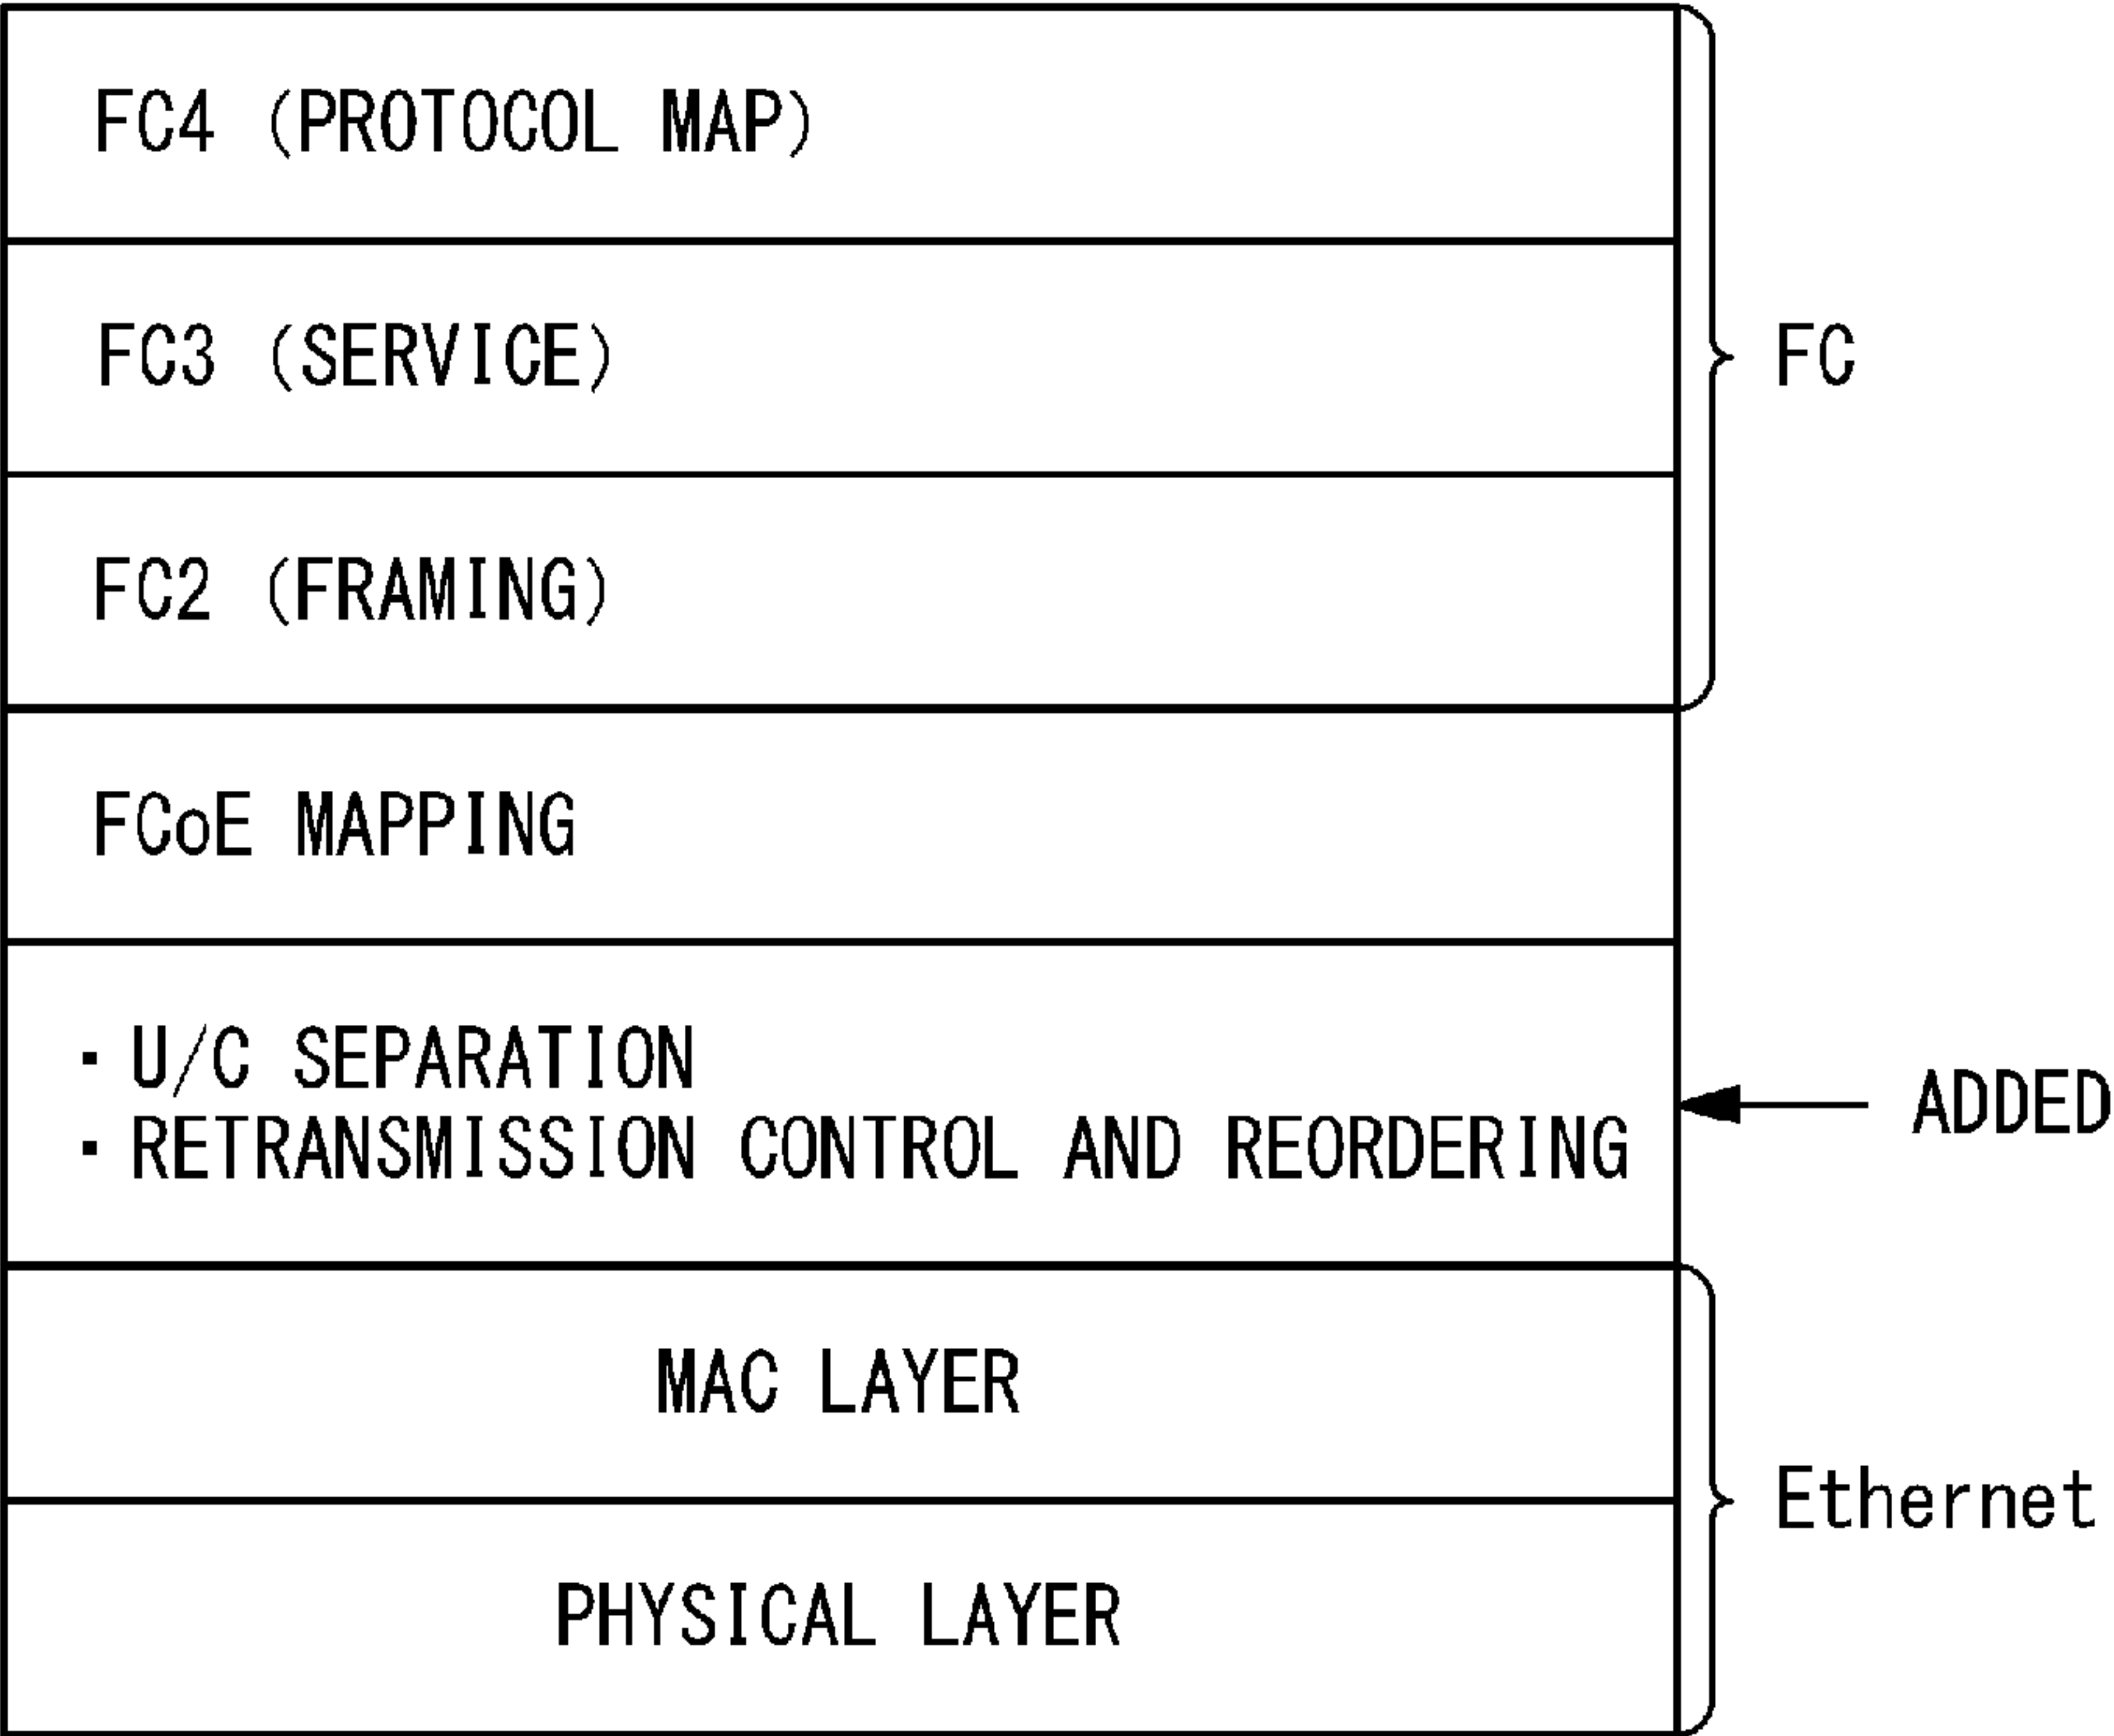 FC4 (PROTOCOL MAP)
FC3 (SERVICE)
FC
FC2 (FRAMING)
FCoE MAPPING
・U/C SEPARATION
・RETRANSMISSION CONTROL AND REORDERING
ADDED
MAC LAYER
Ethernet
PHYSICAL LAYER